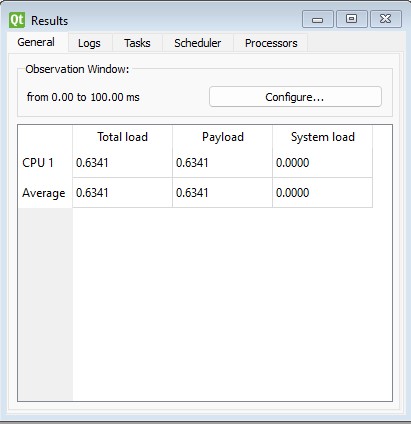 Qt Results
General Logs Tasks Scheduler Processors
Observation Window:
from 0.00 to 100.00 ms Configure...
Total load Payload System load
CPU 1 0.6341 0.6341 0.0000
Average 0.6341 0.6341 0.0000